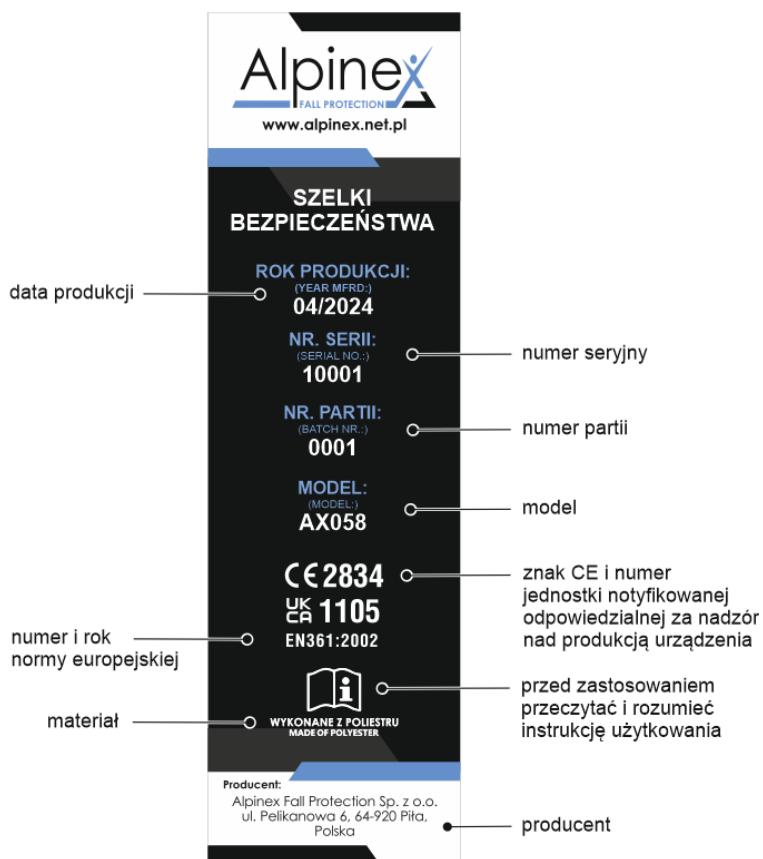 Alpinex
FALL PROTECTION
www.alpinex.net.pl
SZELKI
BEZPIECZEŃSTWA
data produkcji
ROK PRODUKCJI:
(YEAR MFRD:)
04/2024
NR. SERII:
(SERIAL NO.:)
10001
numer seryjny
NR. PARTII:
(BATCH NR.:)
0001
numer partii
MODEL:
(MODEL:)
AX058
model
CE 2834
UK
CA 1105
znak CE i numer
jednostki notyfikowanej
odpowiedzialnej za nadzór
nad produkcją urządzenia
numer i rok
normy europejskiej
EN361:2002
i
przed zastosowaniem
przeczytać i rozumieć
instrukcję użytkowania
materiał
WYKONANE Z POLIESTRU
MADE OF POLYESTER
Producent:
Alpinex Fall Protection Sp. z o.o.
ul. Pelikanowa 6, 64-920 Piła,
Polska
producent